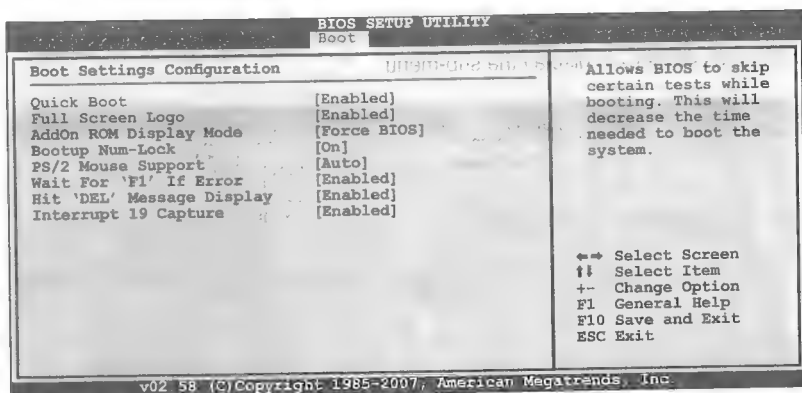 BIOS SETUP UTILITY
Boot
Boot Settings Configuration
Quick Boot [Enabled]
Full Screen Logo [Enabled]
AddOn ROM Display Mode [Force BIOS]
Bootup Num-Lock [On]
PS/2 Mouse Support [Auto]
Wait For ‘F1’ If Error [Enabled]
Hit ‘DEL’ Message Display [Enabled]
Interrupt 19 Capture [Enabled]
Allows BIOS to skip
certain tests while
booting. This will
decrease the time
needed to boot the
system.
←→ Select Screen
↑↓ Select Item
+- Change Option
F1 General Help
F10 Save and Exit
ESC Exit
v02 58 (C)Copyright 1985-2007, American Megatrends, Inc